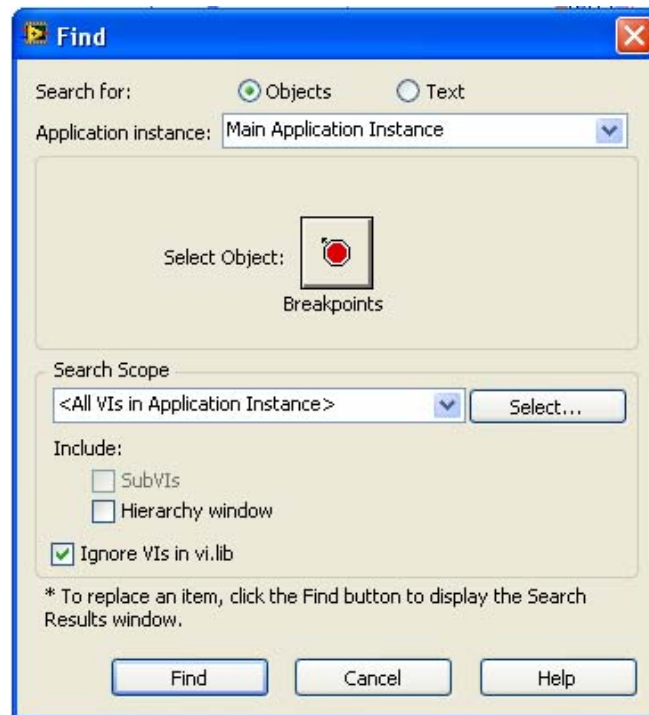 Find
Search for: Objects Text
Application instance: Main Application Instance
Select Object:
Breakpoints
Search Scope
<All VIs in Application Instance> Select...
Include:
SubVIs
Hierarchy window
Ignore VIs in vi.lib
* To replace an item, click the Find button to display the Search
Results window.
Find Cancel Help